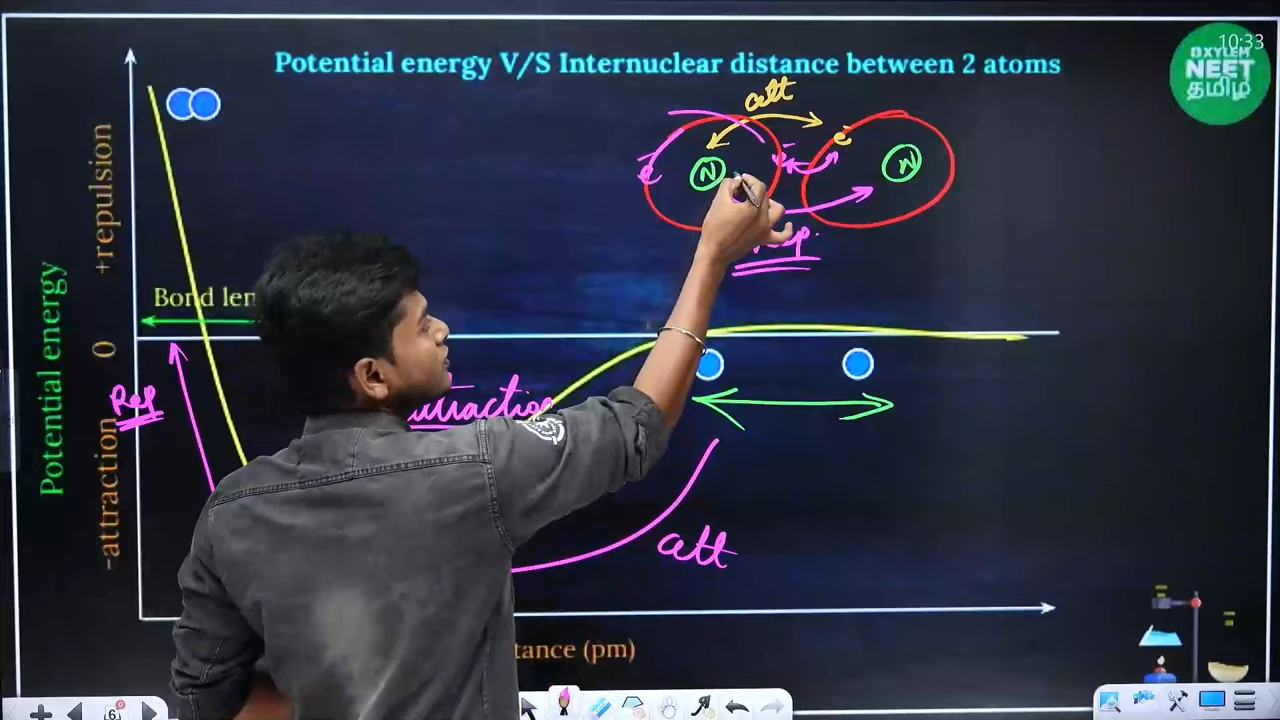 Potential energy V/S Internuclear distance between 2 atoms
10:33
OXYLEM
NEET
தமிழ்
att
e
e
e
N
N
Rep.
+repulsion
Bond len
Potential energy
0
Rep
attraction
-attraction
att
tance (pm)
6